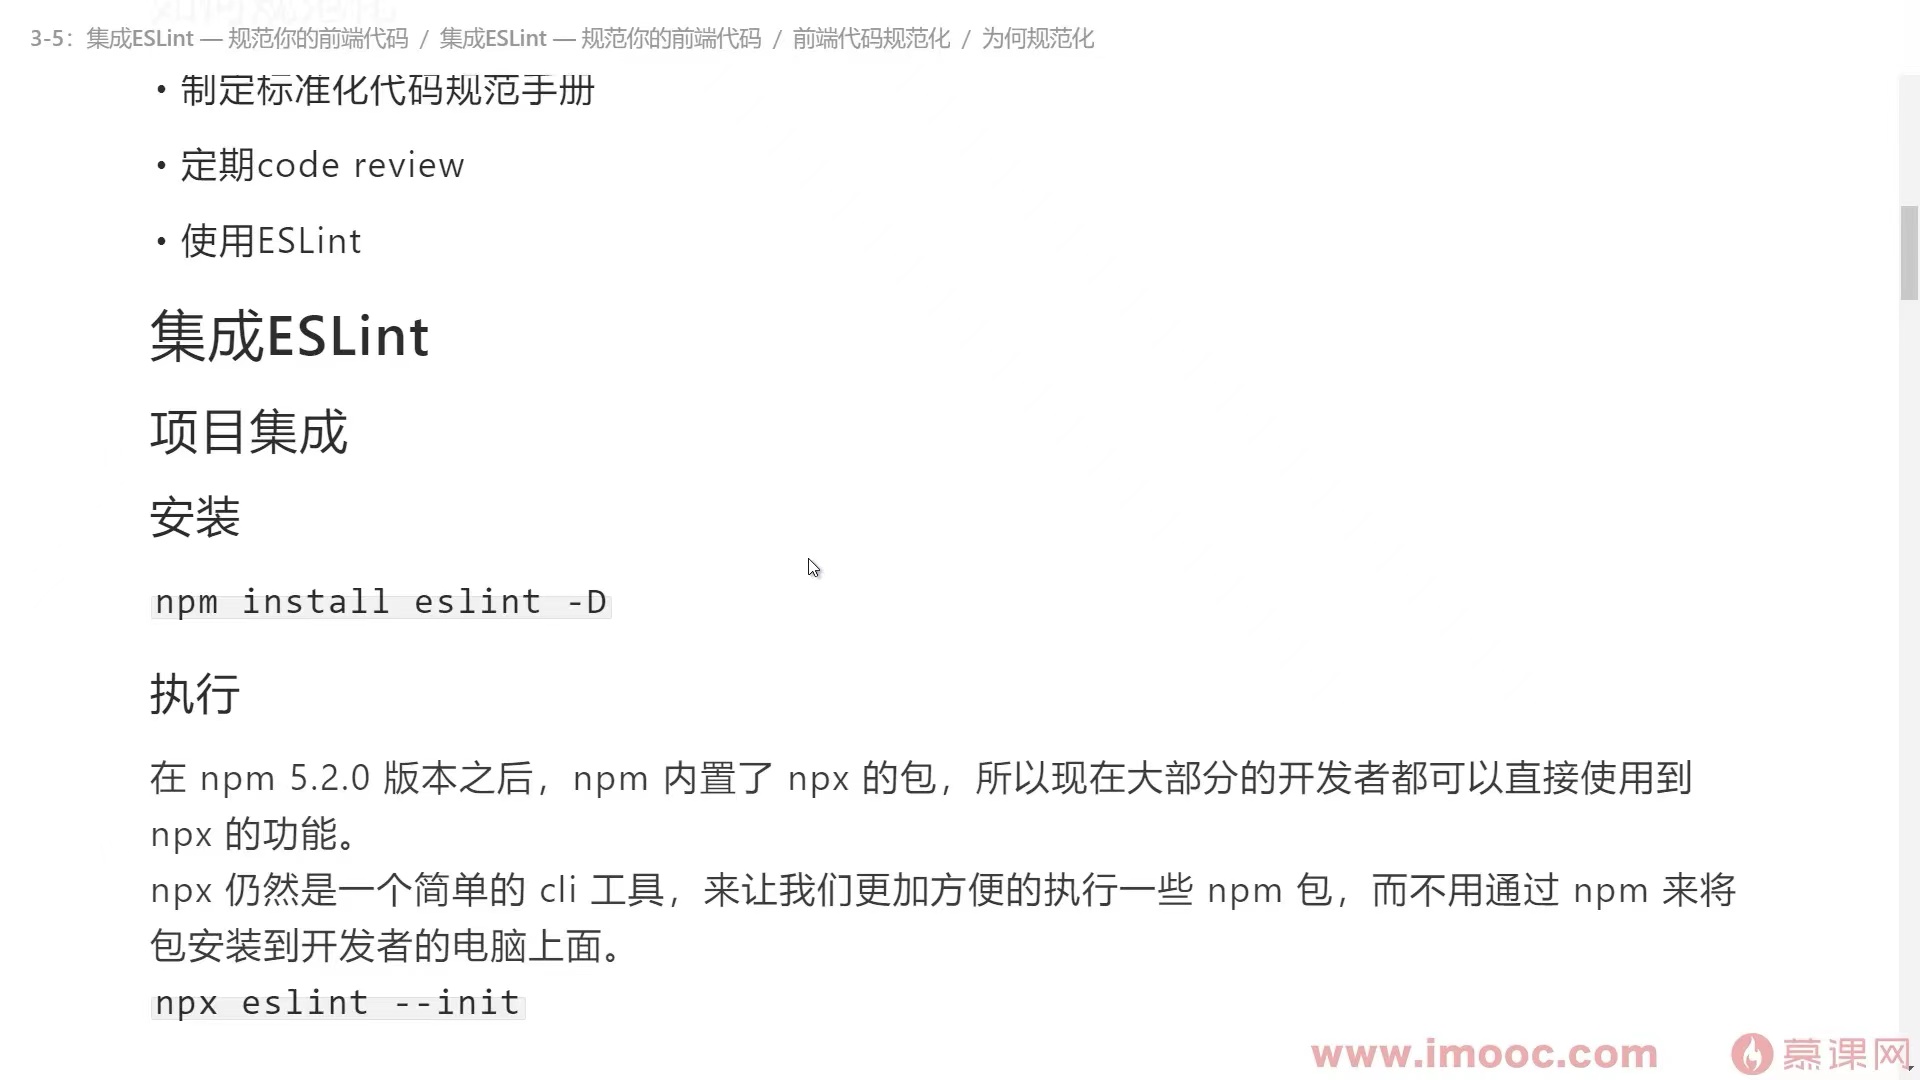 如何规范化
3-5：集成ESLint — 规范你的前端代码 / 集成ESLint — 规范你的前端代码 / 前端代码规范化 / 为何规范化
• 制定标准化代码规范手册
• 定期code review
• 使用ESLint
集成ESLint
项目集成
安装
npm install eslint -D
执行
在 npm 5.2.0 版本之后，npm 内置了 npx 的包，所以现在大部分的开发者都可以直接使用到
npx 的功能。
npx 仍然是一个简单的 cli 工具，来让我们更加方便的执行一些 npm 包，而不用通过 npm 来将
包安装到开发者的电脑上面。
npx eslint --init
www.imooc.com 慕课网